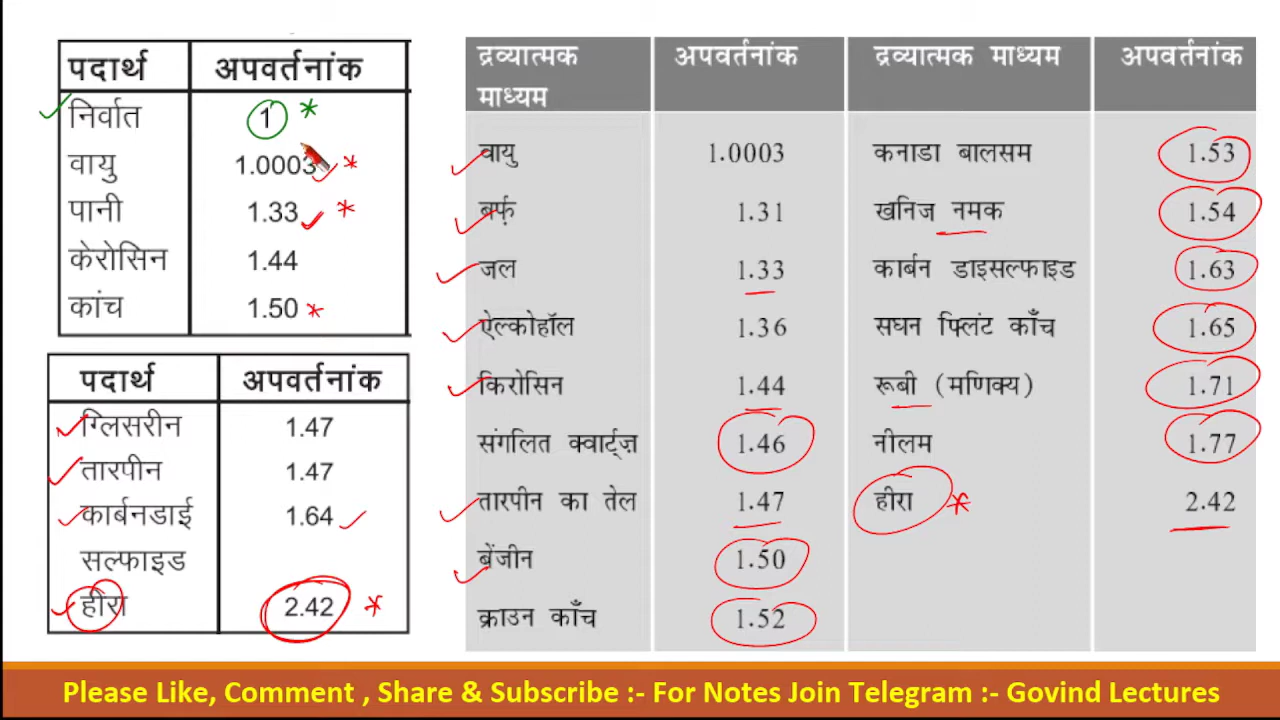 पदार्थ अपवर्तनांक
निर्वात 1 *
वायु 1.0003 *
पानी 1.33 *
केरोसिन 1.44
कांच 1.50 *
पदार्थ अपवर्तनांक
ग्लिसरीन 1.47
तारपीन 1.47
कार्बनडाई 1.64
सल्फाइड
हीरा 2.42 *
द्रव्यात्मक अपवर्तनांक द्रव्यात्मक माध्यम अपवर्तनांक
माध्यम
वायु 1.0003 कनाडा बालसम 1.53
बर्फ़ 1.31 खनिज नमक 1.54
जल 1.33 कार्बन डाइसल्फाइड 1.63
ऐल्कोहॉल 1.36 सघन फ्लिंट काँच 1.65
किरोसिन 1.44 रूबी (मणिक्य) 1.71
संगलित क्वार्ट्ज़ 1.46 नीलम 1.77
तारपीन का तेल 1.47 हीरा * 2.42
बेंजीन 1.50
क्राउन काँच 1.52
Please Like, Comment , Share & Subscribe :- For Notes Join Telegram :- Govind Lectures